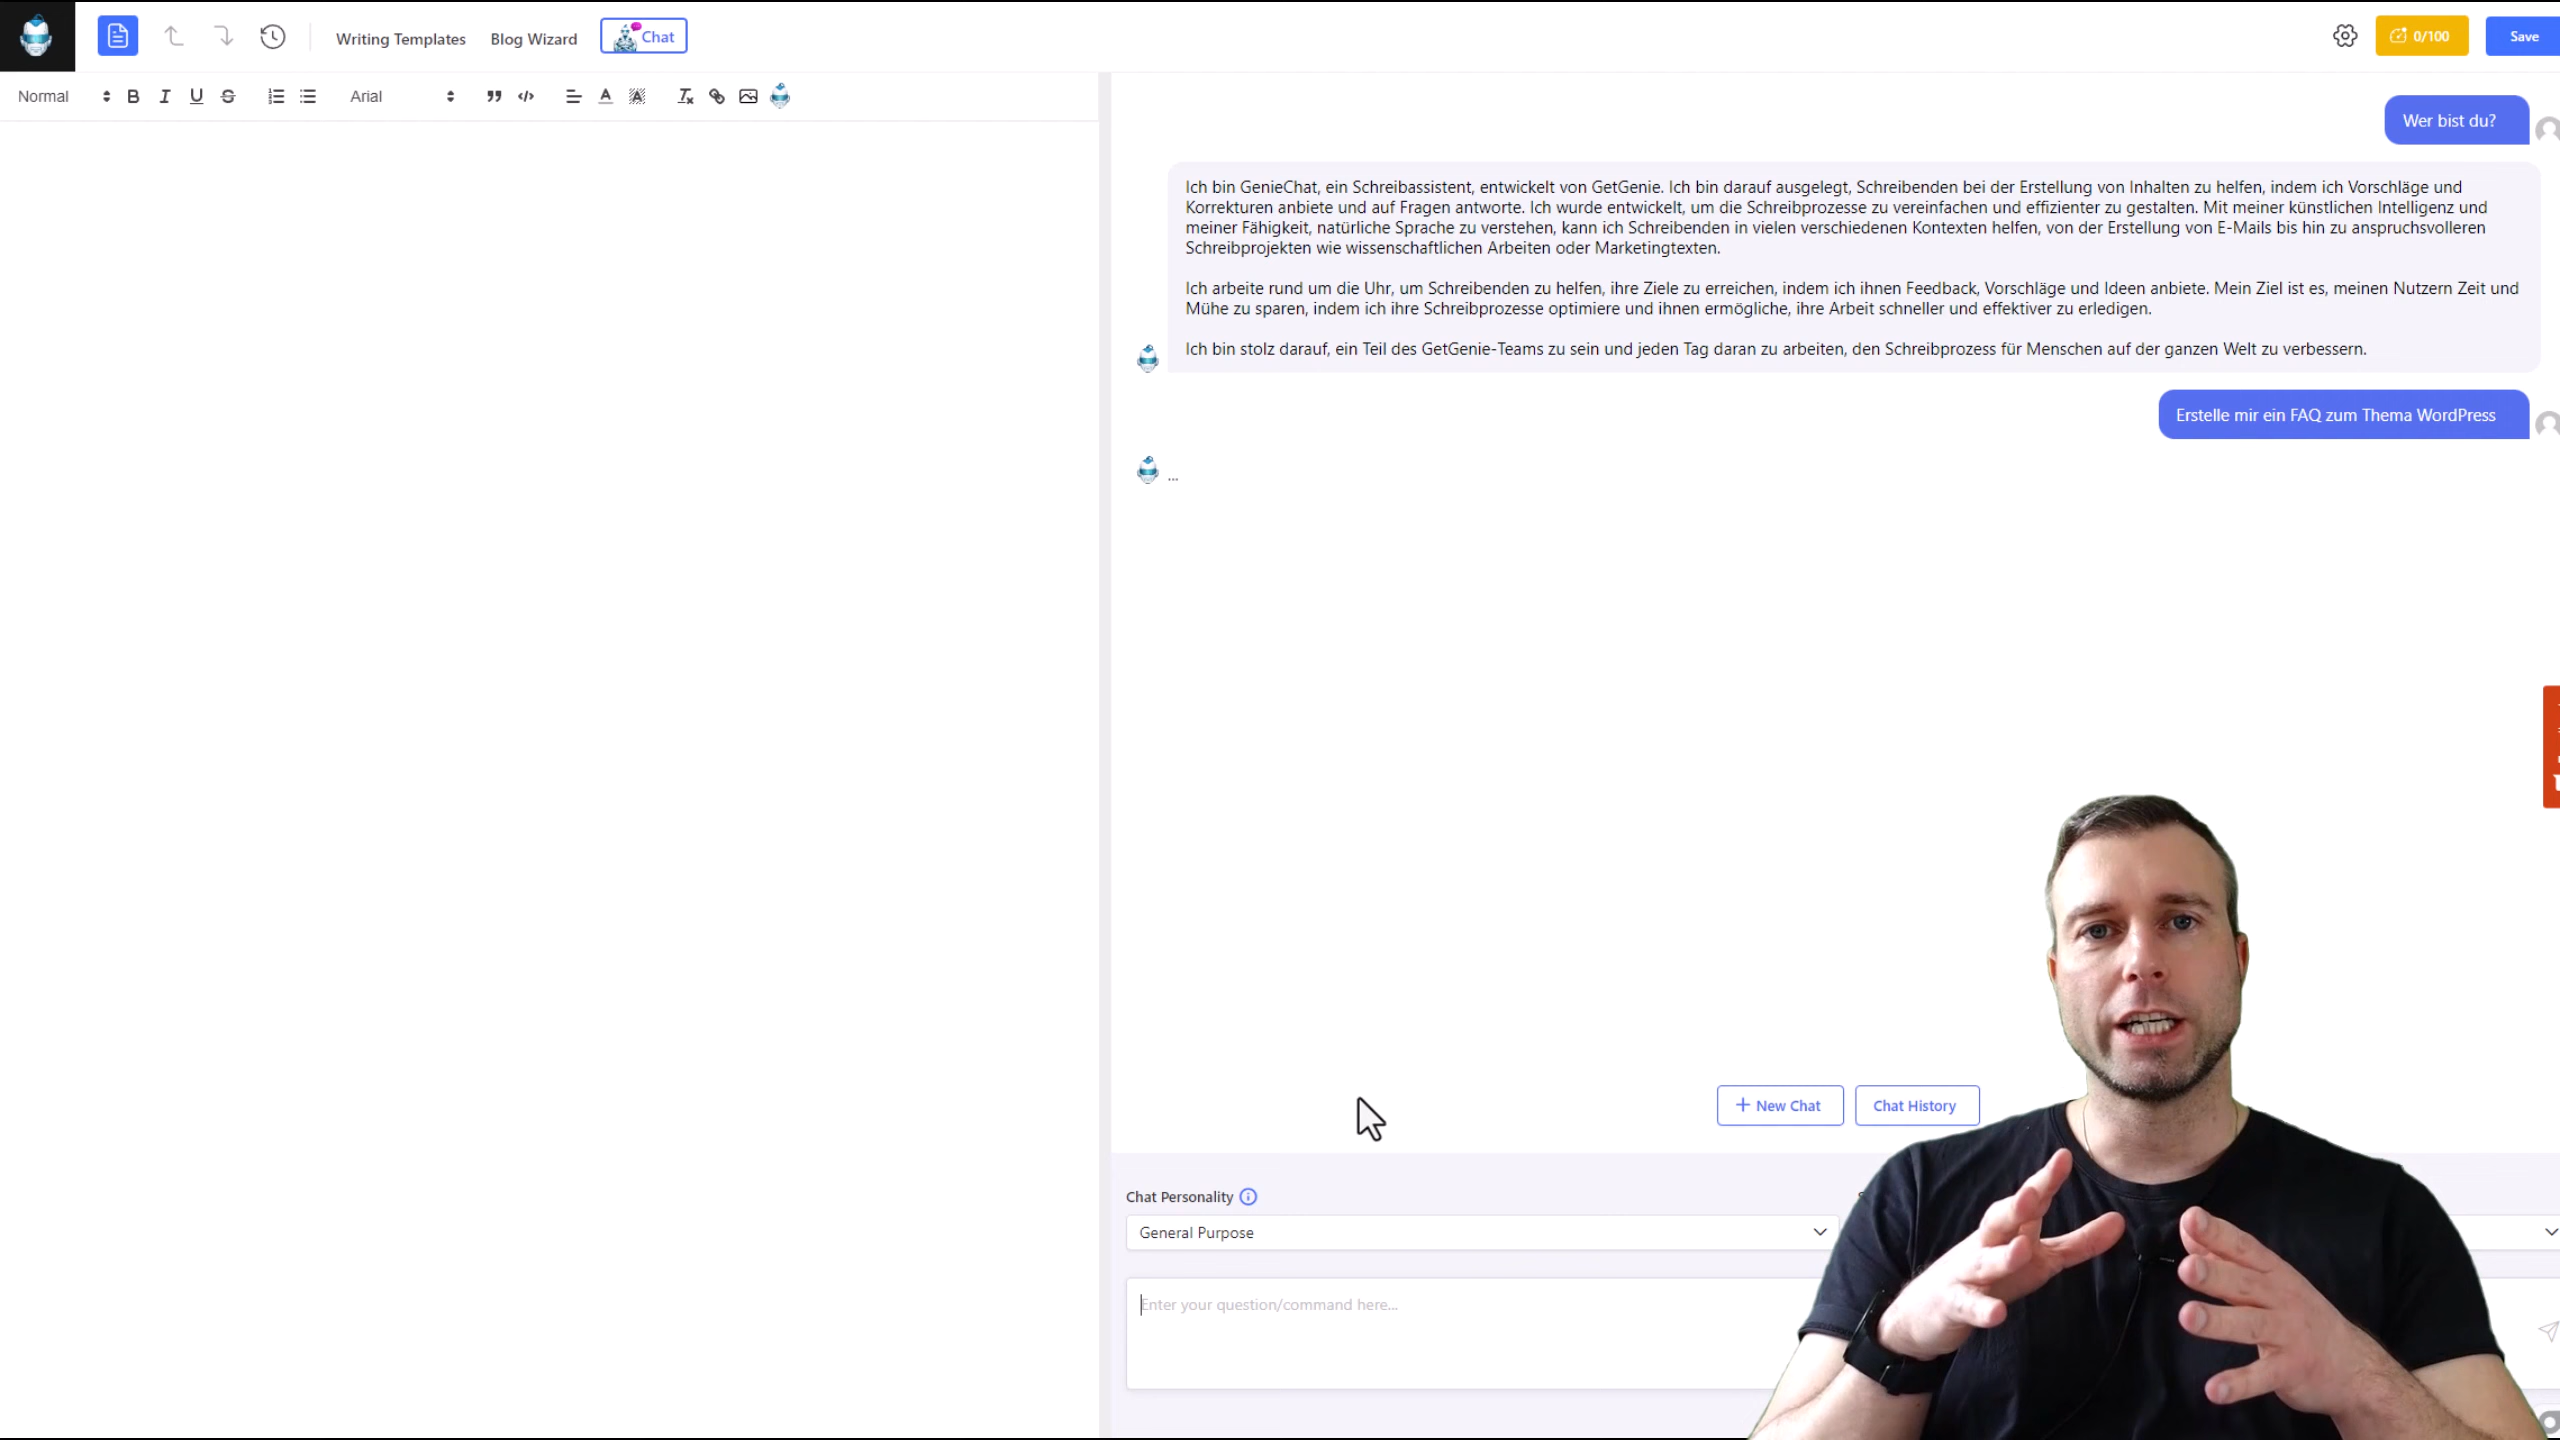 Writing Templates
Blog Wizard
Chat
0/100
Save
Normal
Arial
Wer bist du?
Ich bin GenieChat, ein Schreibassistent, entwickelt von GetGenie. Ich bin darauf ausgelegt, Schreibenden bei der Erstellung von Inhalten zu helfen, indem ich Vorschläge und
Korrekturen anbiete und auf Fragen antworte. Ich wurde entwickelt, um die Schreibprozesse zu vereinfachen und effizienter zu gestalten. Mit meiner künstlichen Intelligenz und
meiner Fähigkeit, natürliche Sprache zu verstehen, kann ich Schreibenden in vielen verschiedenen Kontexten helfen, von der Erstellung von E-Mails bis hin zu anspruchsvolleren
Schreibprojekten wie wissenschaftlichen Arbeiten oder Marketingtexten.
Ich arbeite rund um die Uhr, um Schreibenden zu helfen, ihre Ziele zu erreichen, indem ich ihnen Feedback, Vorschläge und Ideen anbiete. Mein Ziel ist es, meinen Nutzern Zeit und
Mühe zu sparen, indem ich ihre Schreibprozesse optimiere und ihnen ermögliche, ihre Arbeit schneller und effektiver zu erledigen.
Ich bin stolz darauf, ein Teil des GetGenie-Teams zu sein und jeden Tag daran zu arbeiten, den Schreibprozess für Menschen auf der ganzen Welt zu verbessern.
Erstelle mir ein FAQ zum Thema WordPress
...
+ New Chat
Chat History
Chat Personality
General Purpose
Enter your question/command here...